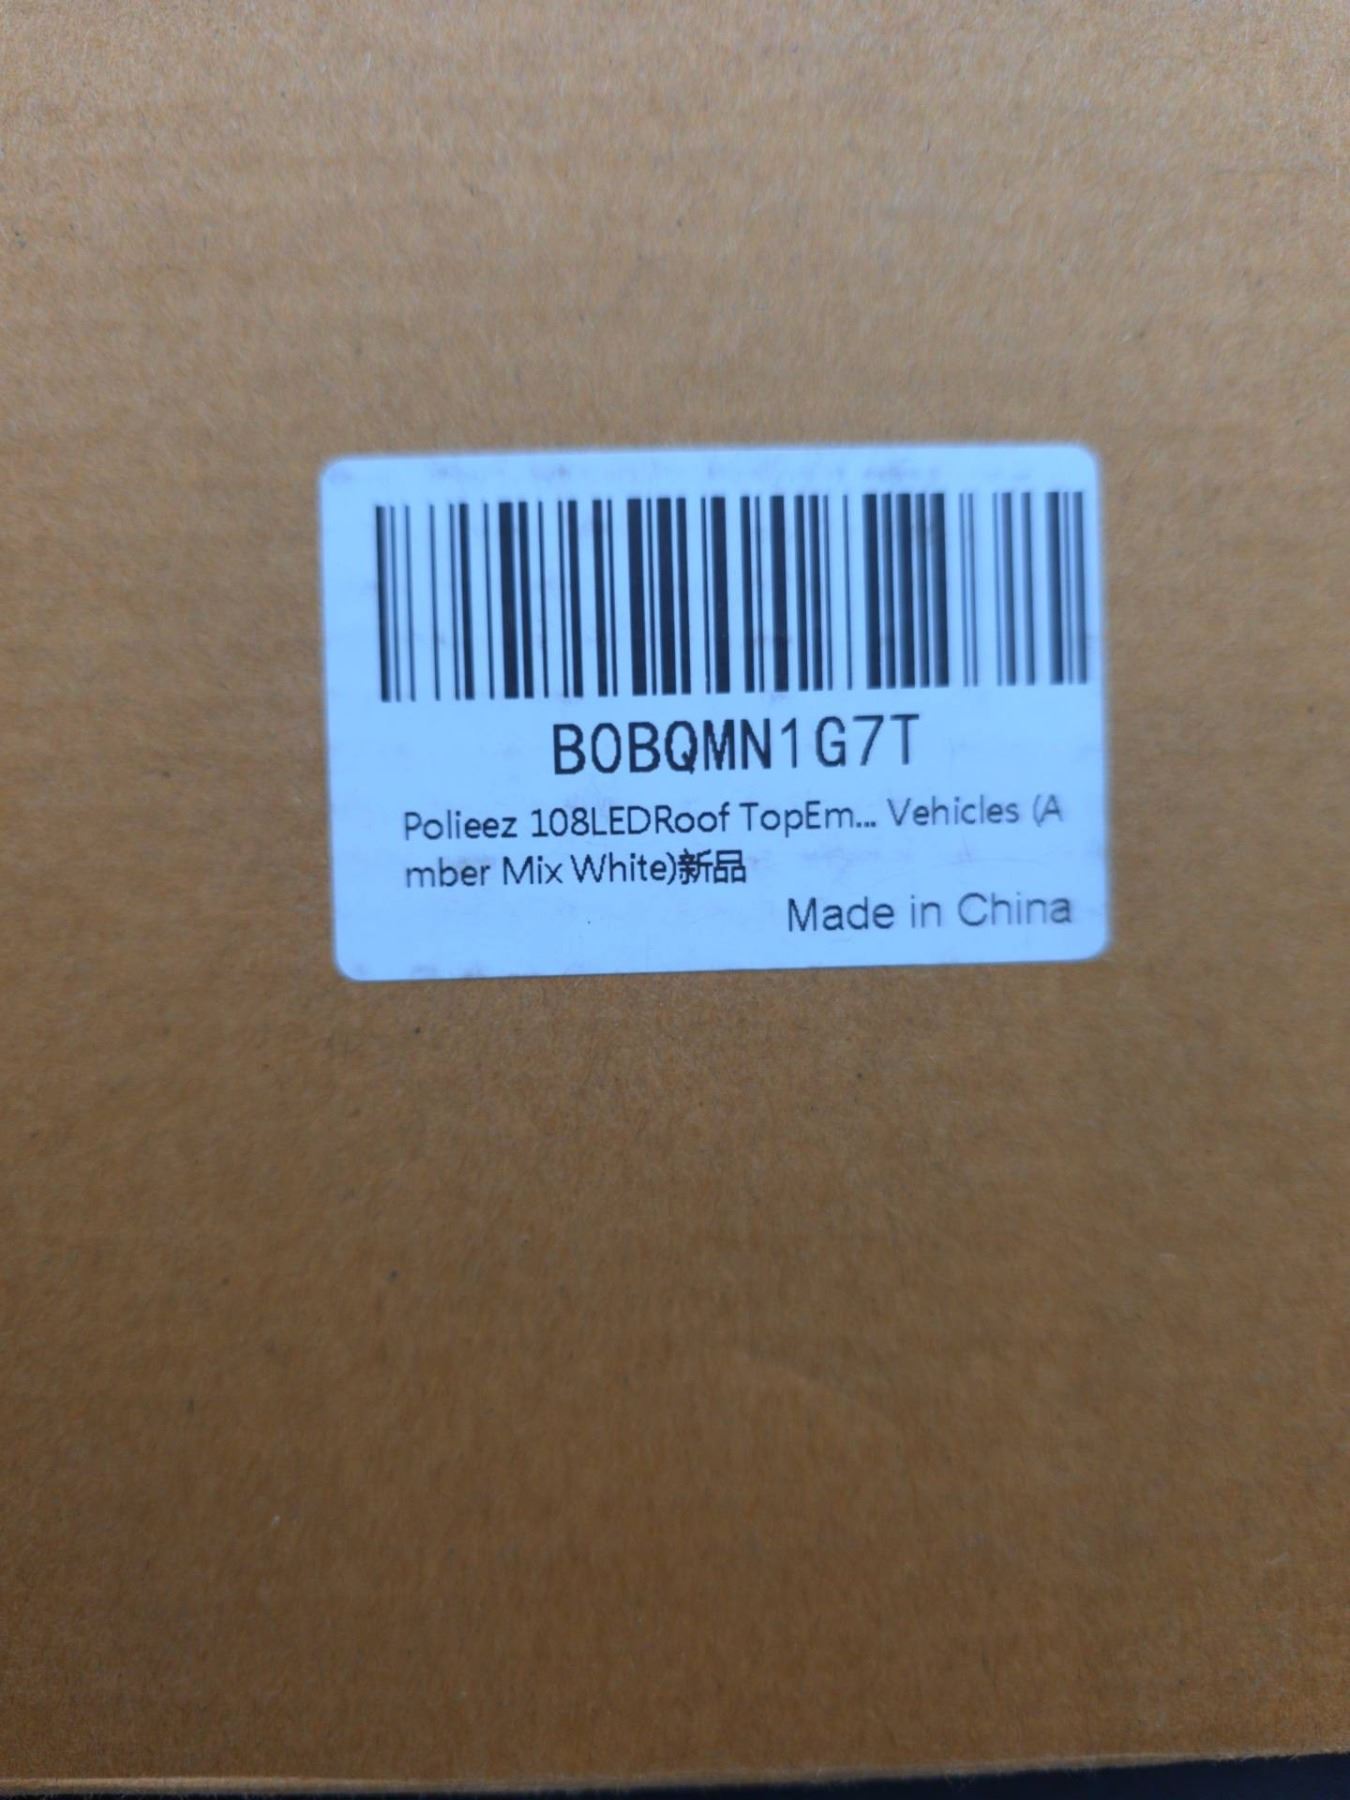 B0BQMN1G7T
Polieez 108LEDRoof TopEm... Vehicles (A
mber Mix White)新品
Made in China